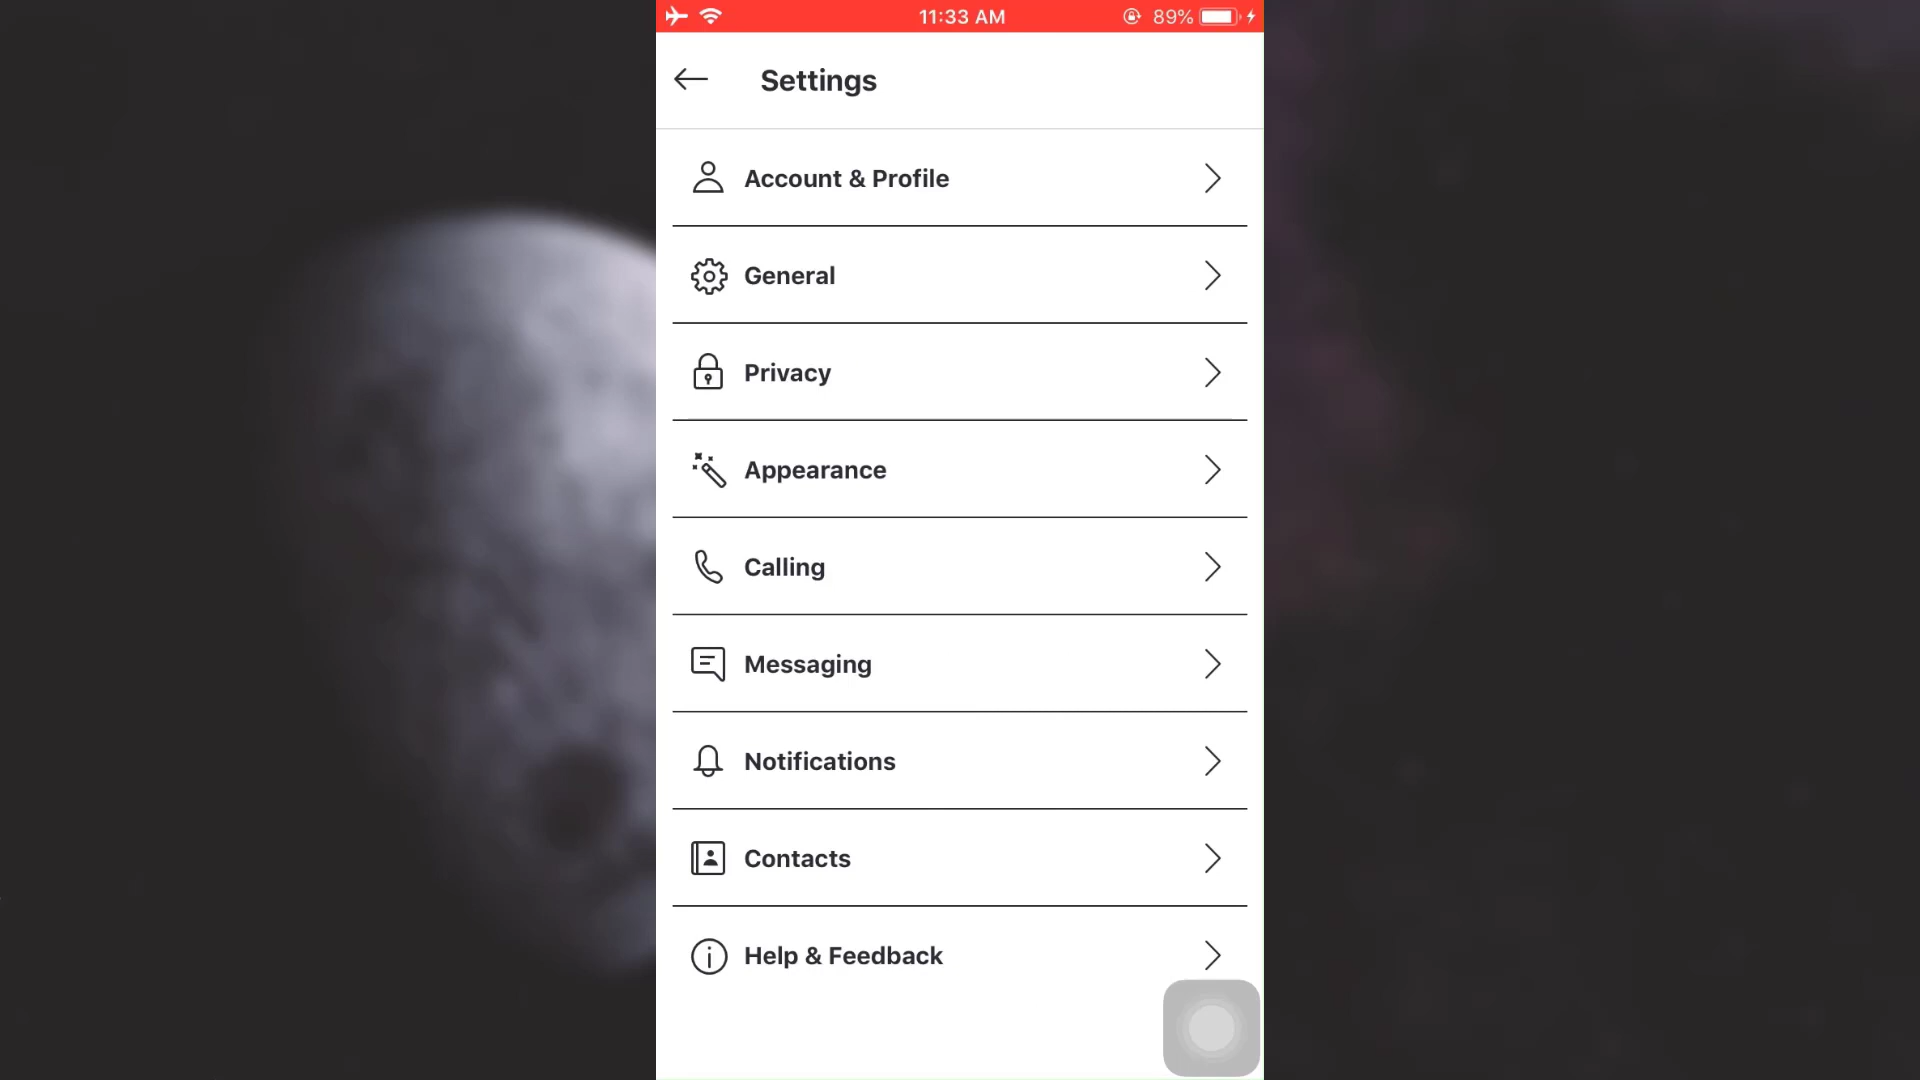 11:33 AM
89%
Settings
Account & Profile
General
Privacy
Appearance
Calling
Messaging
Notifications
Contacts
Help & Feedback